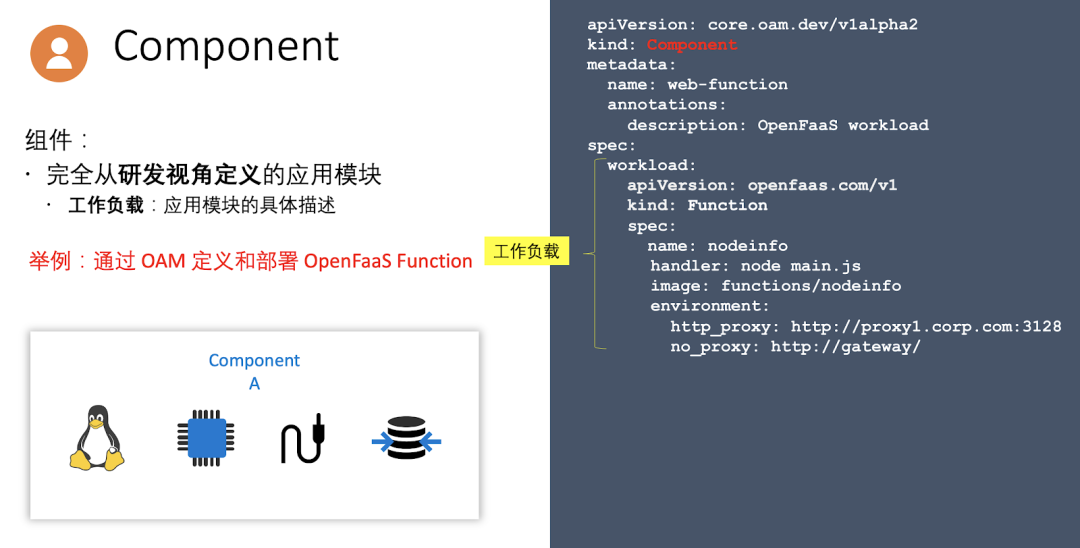 Component
组件：
· 完全从研发视角定义的应用模块
· 工作负载：应用模块的具体描述
举例：通过 OAM 定义和部署 OpenFaaS Function
Component
A
工作负载
apiVersion: core.oam.dev/v1alpha2
kind: Component
metadata:
  name: web-function
  annotations:
    description: OpenFaaS workload
spec:
  workload:
    apiVersion: openfaas.com/v1
    kind: Function
    spec:
      name: nodeinfo
      handler: node main.js
      image: functions/nodeinfo
      environment:
        http_proxy: http://proxy1.corp.com:3128
        no_proxy: http://gateway/